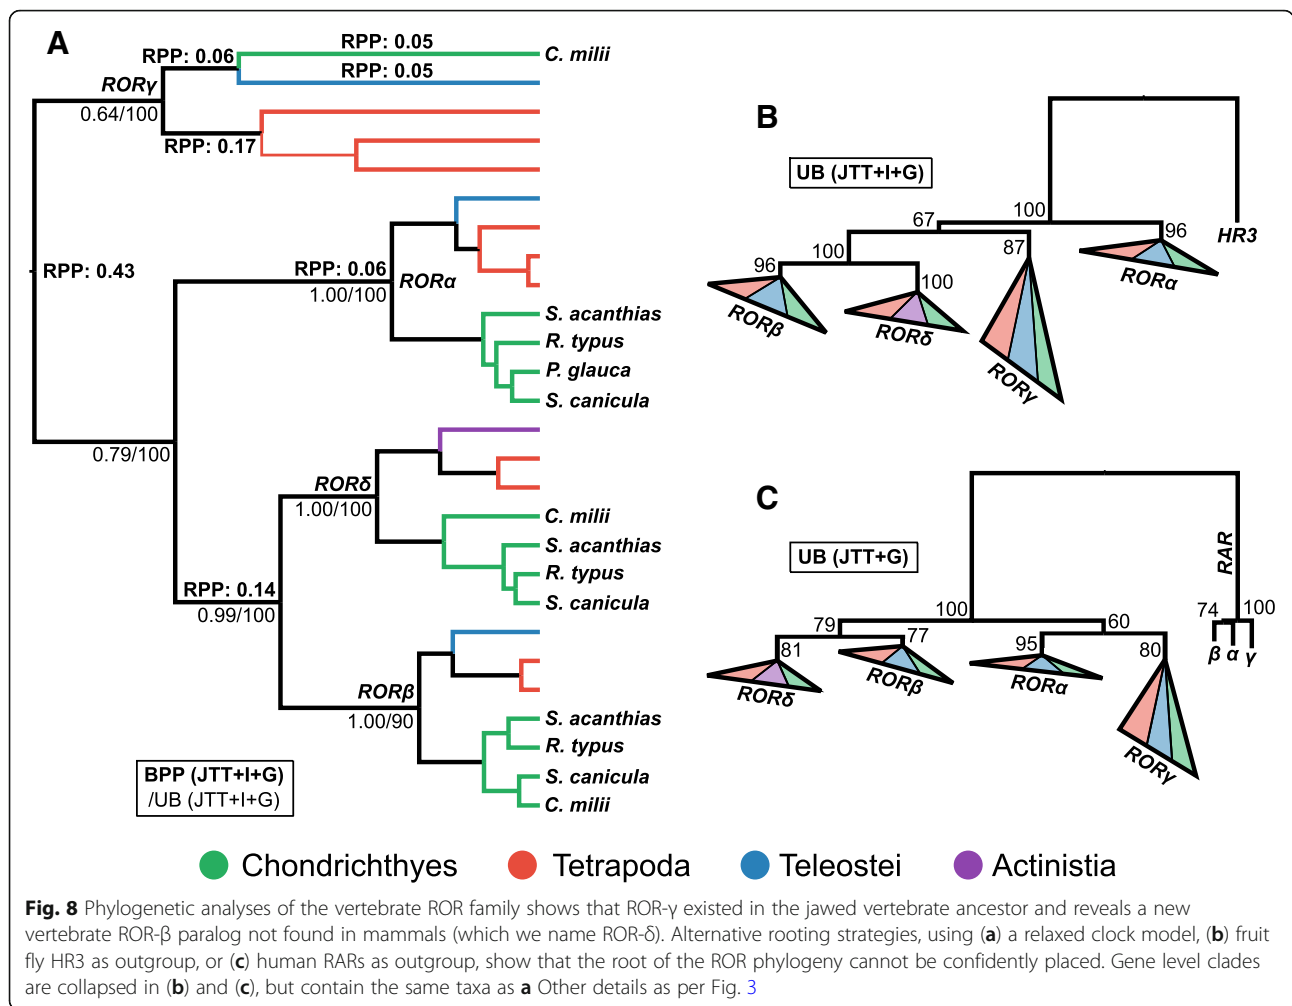 A
RPP: 0.05
RPP: 0.06
C. milii
RPP: 0.05
RORγ
0.64/100
RPP: 0.17
RPP: 0.43
RPP: 0.06
RORα
1.00/100
S. acanthias
R. typus
P. glauca
S. canicula
0.79/100
RORδ
1.00/100
C. milii
S. acanthias
R. typus
S. canicula
RPP: 0.14
0.99/100
RORβ
1.00/90
S. acanthias
R. typus
S. canicula
C. milii
BPP (JTT+I+G)
/UB (JTT+I+G)
B
UB (JTT+I+G)
100
67
HR3
96
87
100
RORα
96
100
RORβ
RORδ
RORγ
C
UB (JTT+G)
RAR
100
74
100
β α γ
79
60
77
95
80
81
RORδ
RORβ
RORα
RORγ
Chondrichthyes Tetrapoda Teleostei Actinistia
Fig. 8 Phylogenetic analyses of the vertebrate ROR family shows that ROR-γ existed in the jawed vertebrate ancestor and reveals a new
vertebrate ROR-β paralog not found in mammals (which we name ROR-δ). Alternative rooting strategies, using (a) a relaxed clock model, (b) fruit
fly HR3 as outgroup, or (c) human RARs as outgroup, show that the root of the ROR phylogeny cannot be confidently placed. Gene level clades
are collapsed in (b) and (c), but contain the same taxa as a Other details as per Fig. 3